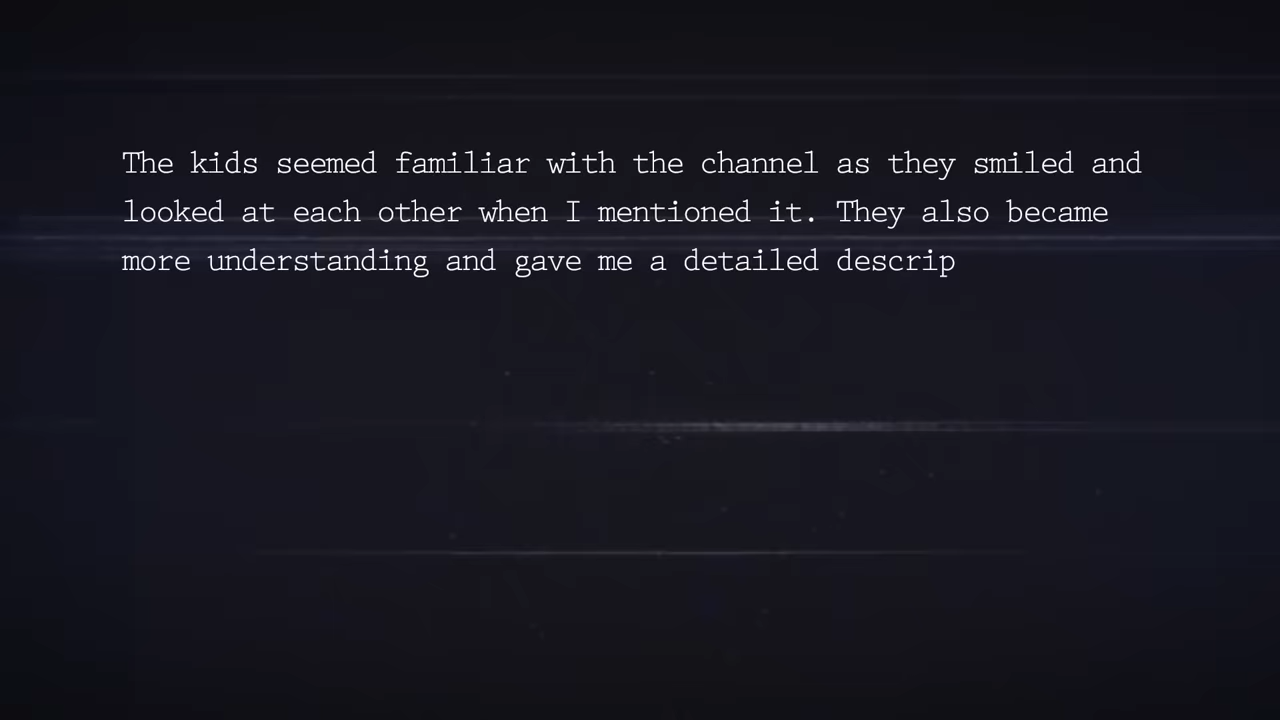 The kids seemed familiar with the channel as they smiled and
looked at each other when I mentioned it. They also became
more understanding and gave me a detailed descrip